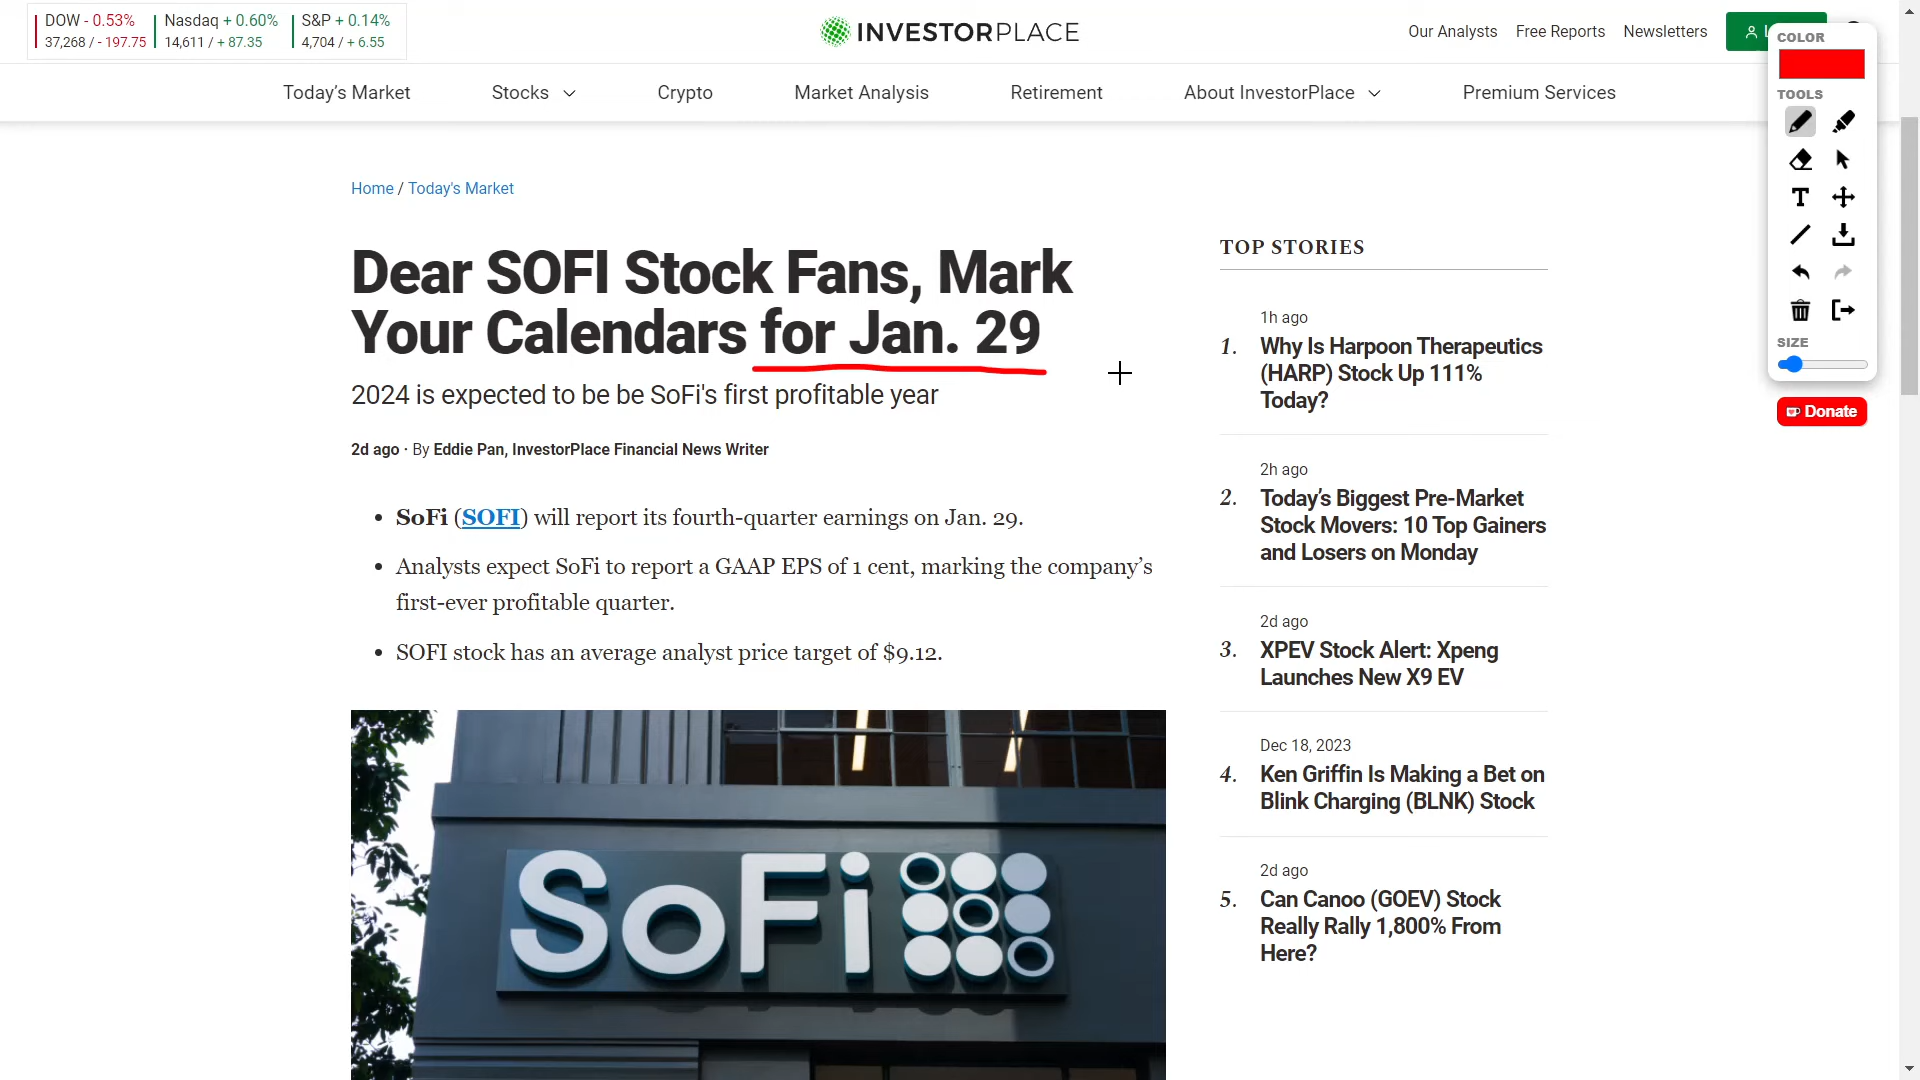 DOW - 0.53%
37,268 / - 197.75
Nasdaq + 0.60%
14,611 / + 87.35
S&P + 0.14%
4,704 / + 6.55
INVESTORPLACE
Our Analysts
Free Reports
Newsletters
Today’s Market
Stocks
Crypto
Market Analysis
Retirement
About InvestorPlace
Premium Services
Home / Today's Market
Dear SOFI Stock Fans, Mark
Your Calendars for Jan. 29
2024 is expected to be be SoFi's first profitable year
2d ago · By Eddie Pan, InvestorPlace Financial News Writer
• SoFi (SOFI) will report its fourth-quarter earnings on Jan. 29.
• Analysts expect SoFi to report a GAAP EPS of 1 cent, marking the company’s
first-ever profitable quarter.
• SOFI stock has an average analyst price target of $9.12.
SoFi
TOP STORIES
1h ago
1. Why Is Harpoon Therapeutics
(HARP) Stock Up 111%
Today?
2h ago
2. Today’s Biggest Pre-Market
Stock Movers: 10 Top Gainers
and Losers on Monday
2d ago
3. XPEV Stock Alert: Xpeng
Launches New X9 EV
Dec 18, 2023
4. Ken Griffin Is Making a Bet on
Blink Charging (BLNK) Stock
2d ago
5. Can Canoo (GOEV) Stock
Really Rally 1,800% From
Here?
COLOR
TOOLS
T
SIZE
Donate